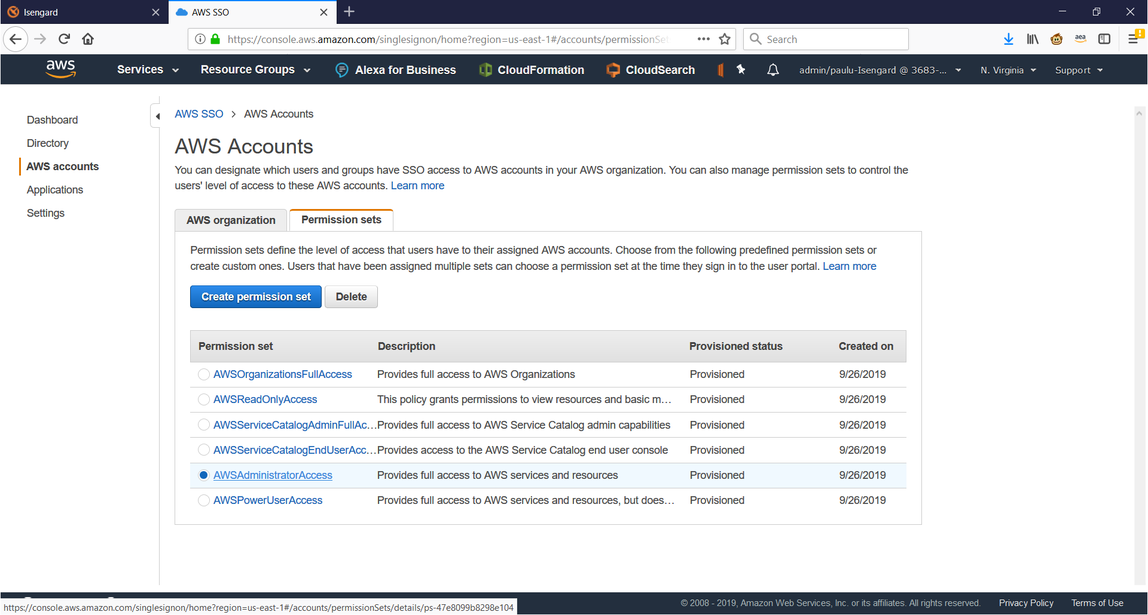 Isengard
AWS SSO
https://console.aws.amazon.com/singlesignon/home?region=us-east-1#/accounts/permissionSet
Search
aws
Services
Resource Groups
Alexa for Business
CloudFormation
CloudSearch
admin/paulu-Isengard @ 3683-...
N. Virginia
Support
Dashboard
Directory
AWS accounts
Applications
Settings
AWS SSO > AWS Accounts
AWS Accounts
You can designate which users and groups have SSO access to AWS accounts in your AWS organization. You can also manage permission sets to control the
users' level of access to these AWS accounts. Learn more
AWS organization
Permission sets
Permission sets define the level of access that users have to their assigned AWS accounts. Choose from the following predefined permission sets or
create custom ones. Users that have been assigned multiple sets can choose a permission set at the time they sign in to the user portal. Learn more
Create permission set
Delete
Permission set Description Provisioned status Created on
AWSOrganizationsFullAccess Provides full access to AWS Organizations Provisioned 9/26/2019
AWSReadOnlyAccess This policy grants permissions to view resources and basic m... Provisioned 9/26/2019
AWSServiceCatalogAdminFullAc... Provides full access to AWS Service Catalog admin capabilities Provisioned 9/26/2019
AWSServiceCatalogEndUserAcc... Provides access to the AWS Service Catalog end user console Provisioned 9/26/2019
AWSAdministratorAccess Provides full access to AWS services and resources Provisioned 9/26/2019
AWSPowerUserAccess Provides full access to AWS services and resources, but does... Provisioned 9/26/2019
https://console.aws.amazon.com/singlesignon/home?region=us-east-1#/accounts/permissionSets/details/ps-47e8099b8298e104
© 2008 - 2019, Amazon Web Services, Inc. or its affiliates. All rights reserved.
Privacy Policy
Terms of Use